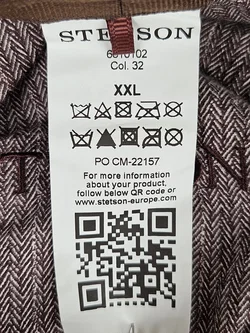 STETSON
6810102
Col. 32
XXL
PO CM-22157
For more information
about your product,
follow below QR code or
www.stetson-europe.com